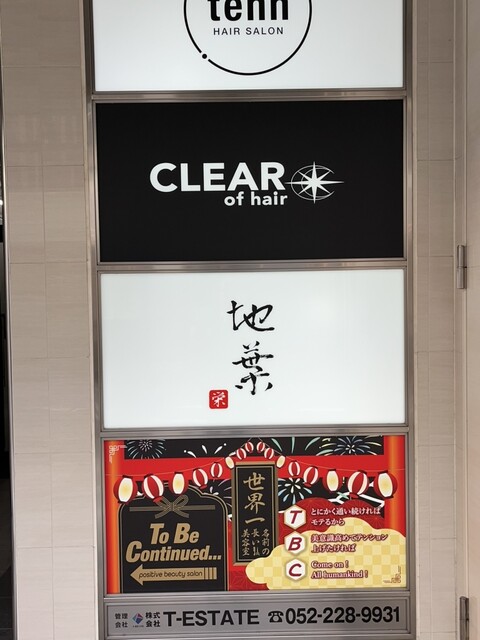 tenn
HAIR SALON
CLEAR
of hair
地葉
栄
To Be
Continued...
positive beauty salon
世界一
名前の
長い
美容室
T とにかく通い続ければ
モテるから
B 美意識高めてテンション
上げたければ
C Come on!
All humankind!
管理
会社
株式
会社
T-ESTATE ☎052-228-9931